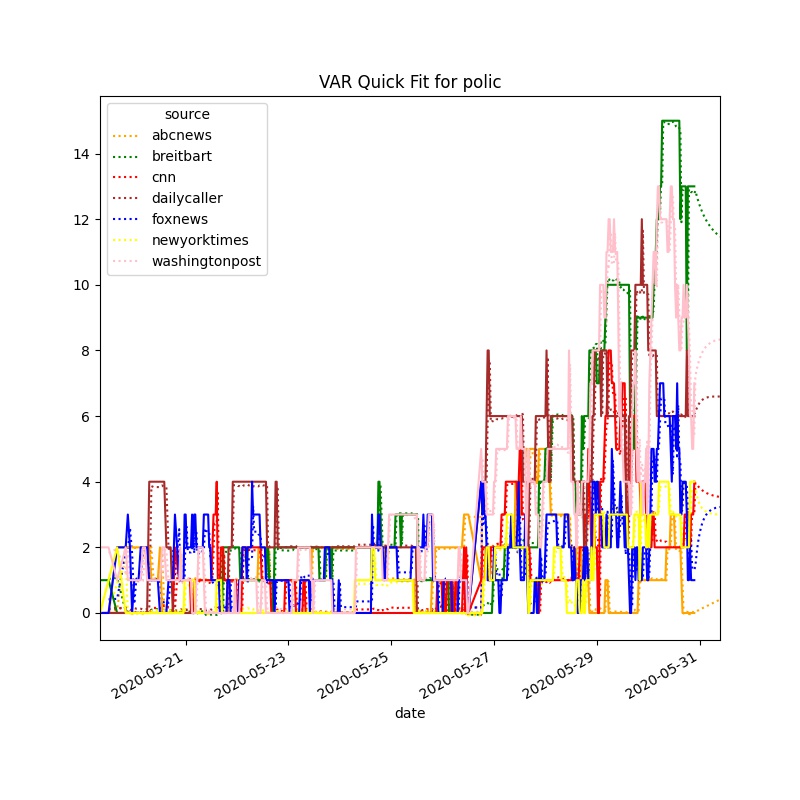 VAR Quick Fit for polic
source
abcnews
breitbart
cnn
dailycaller
foxnews
newyorktimes
washingtonpost
14
12
10
8
6
4
2
0
2020-05-21
2020-05-23
2020-05-25
2020-05-27
2020-05-29
2020-05-31
date